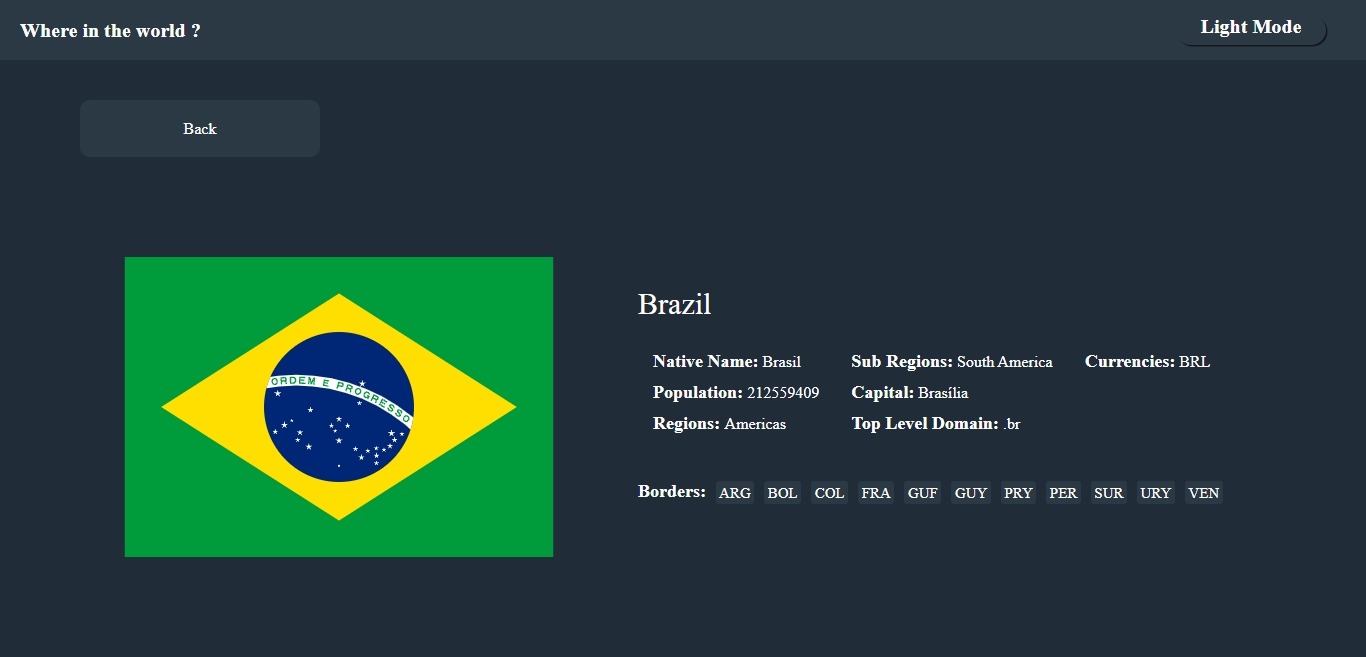 Where in the world ?
Light Mode
Back
ORDEM E PROGRESSO
Brazil
Native Name: Brasil
Population: 212559409
Regions: Americas
Sub Regions: South America
Capital: Brasília
Top Level Domain: .br
Currencies: BRL
Borders: ARG BOL COL FRA GUF GUY PRY PER SUR URY VEN